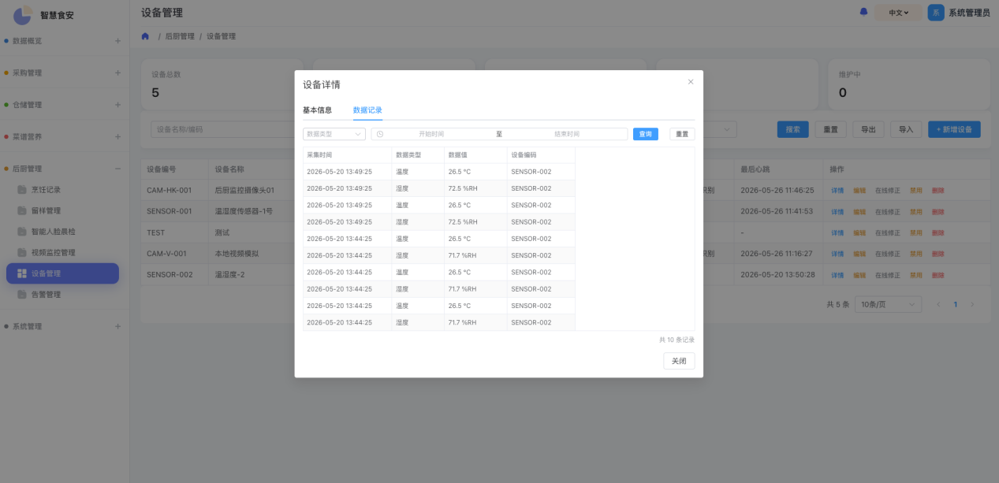 智慧食安
设备管理
中文
系
系统管理员
/ 后厨管理 / 设备管理
数据概览
采购管理
仓储管理
菜谱营养
后厨管理
烹饪记录
留样管理
智能人脸晨检
视频监控管理
设备管理
告警管理
系统管理
设备总数
5
维护中
0
设备名称/编码
搜索 重置 导出 导入 + 新增设备
设备编号 设备名称 最后心跳 操作
CAM-HK-001 后厨监控摄像头01 识别 2026-05-26 11:46:25 详情 编辑 在线修正 禁用 删除
SENSOR-001 温湿度传感器-1号 2026-05-26 11:41:53 详情 编辑 在线修正 禁用 删除
TEST 测试 - 详情 编辑 在线修正 禁用 删除
CAM-V-001 本地视频模拟 识别 2026-05-26 11:16:27 详情 编辑 在线修正 禁用 删除
SENSOR-002 温湿度-2 2026-05-20 13:50:28 详情 编辑 在线修正 禁用 删除
共 5 条 10条/页 1
设备详情
基本信息 数据记录
数据类型 开始时间 至 结束时间 查询 重置
采集时间 数据类型 数据值 设备编码
2026-05-20 13:49:25 温度 26.5 °C SENSOR-002
2026-05-20 13:49:25 湿度 72.5 %RH SENSOR-002
2026-05-20 13:49:25 温度 26.5 °C SENSOR-002
2026-05-20 13:49:25 湿度 72.5 %RH SENSOR-002
2026-05-20 13:44:25 温度 26.5 °C SENSOR-002
2026-05-20 13:44:25 湿度 71.7 %RH SENSOR-002
2026-05-20 13:44:25 温度 26.5 °C SENSOR-002
2026-05-20 13:44:25 湿度 71.7 %RH SENSOR-002
2026-05-20 13:44:25 温度 26.5 °C SENSOR-002
2026-05-20 13:44:25 湿度 71.7 %RH SENSOR-002
共 10 条记录
关闭